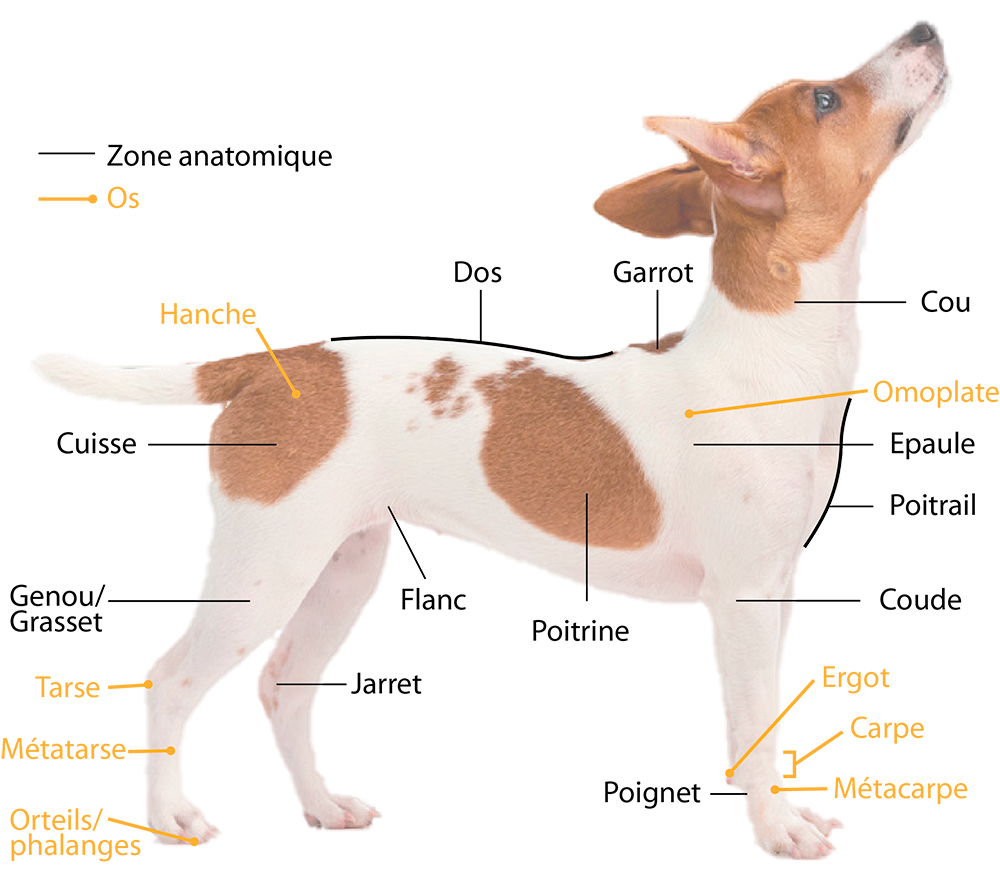 Zone anatomique
Os
Dos
Garrot
Hanche
Cou
Omoplate
Cuisse
Epaule
Poitrail
Genou/
Grasset
Flanc
Coude
Poitrine
Tarse
Jarret
Ergot
Carpe
Métatarse
Poignet
Métacarpe
Orteils/
phalanges